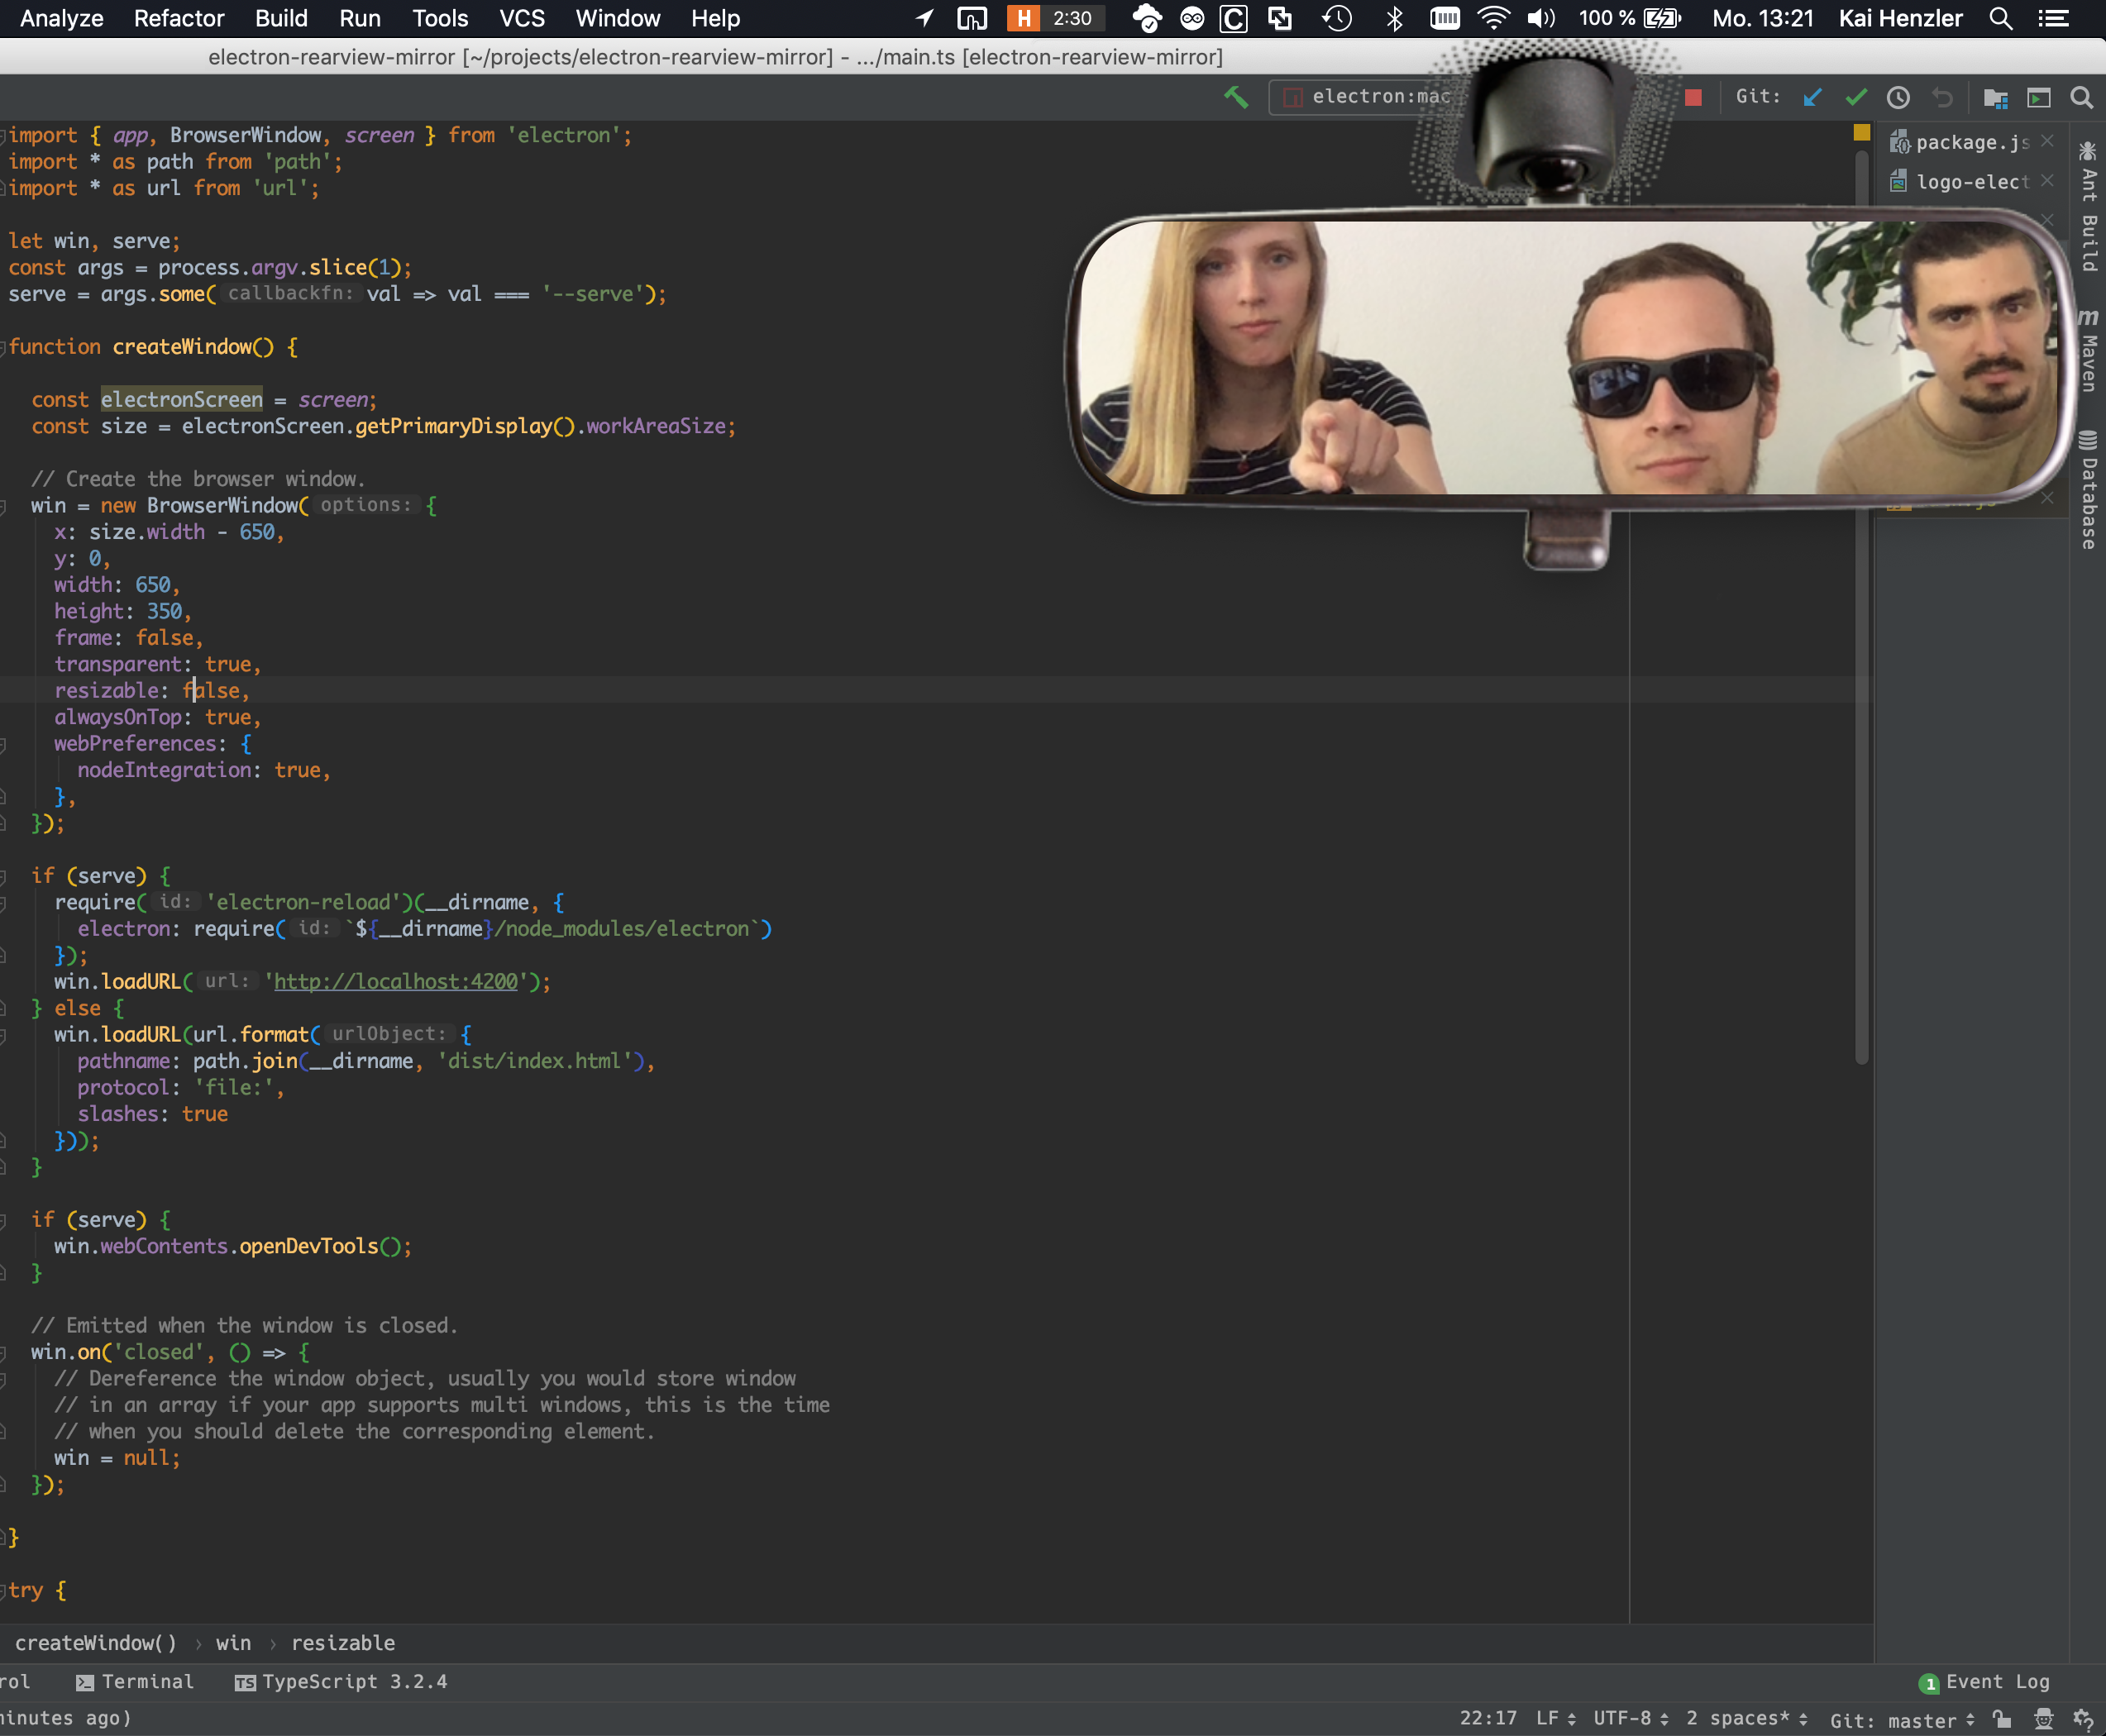 Analyze Refactor Build Run Tools VCS Window Help H 2:30 100 % Mo. 13:21 Kai Henzler
electron-rearview-mirror [~/projects/electron-rearview-mirror] - .../main.ts [electron-rearview-mirror]
electron:mac Git:
import { app, BrowserWindow, screen } from 'electron';
import * as path from 'path';
import * as url from 'url';
let win, serve;
const args = process.argv.slice(1);
serve = args.some( callbackfn: val => val === '--serve');
function createWindow() {
const electronScreen = screen;
const size = electronScreen.getPrimaryDisplay().workAreaSize;
// Create the browser window.
win = new BrowserWindow( options: {
x: size.width - 650,
y: 0,
width: 650,
height: 350,
frame: false,
transparent: true,
resizable: false,
alwaysOnTop: true,
webPreferences: {
nodeIntegration: true,
},
});
if (serve) {
require( id: 'electron-reload')(__dirname, {
electron: require( id: `${__dirname}/node_modules/electron`)
});
win.loadURL( url: 'http://localhost:4200');
} else {
win.loadURL(url.format( urlObject: {
pathname: path.join(__dirname, 'dist/index.html'),
protocol: 'file:',
slashes: true
}));
}
if (serve) {
win.webContents.openDevTools();
}
// Emitted when the window is closed.
win.on('closed', () => {
// Dereference the window object, usually you would store window
// in an array if your app supports multi windows, this is the time
// when you should delete the corresponding element.
win = null;
});
}
try {
package.js
logo-elect
Ant Build
m Maven
Database
createWindow() › win › resizable
rol Terminal TS TypeScript 3.2.4 1 Event Log
minutes ago) 22:17 LF UTF-8 2 spaces* Git: master